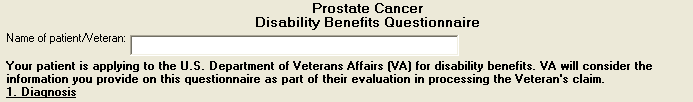 Prostate Cancer
Disability Benefits Questionnaire
Name of patient/Veteran:
Your patient is applying to the U.S. Department of Veterans Affairs (VA) for disability benefits. VA will consider the
information you provide on this questionnaire as part of their evaluation in processing the Veteran's claim.
1. Diagnosis